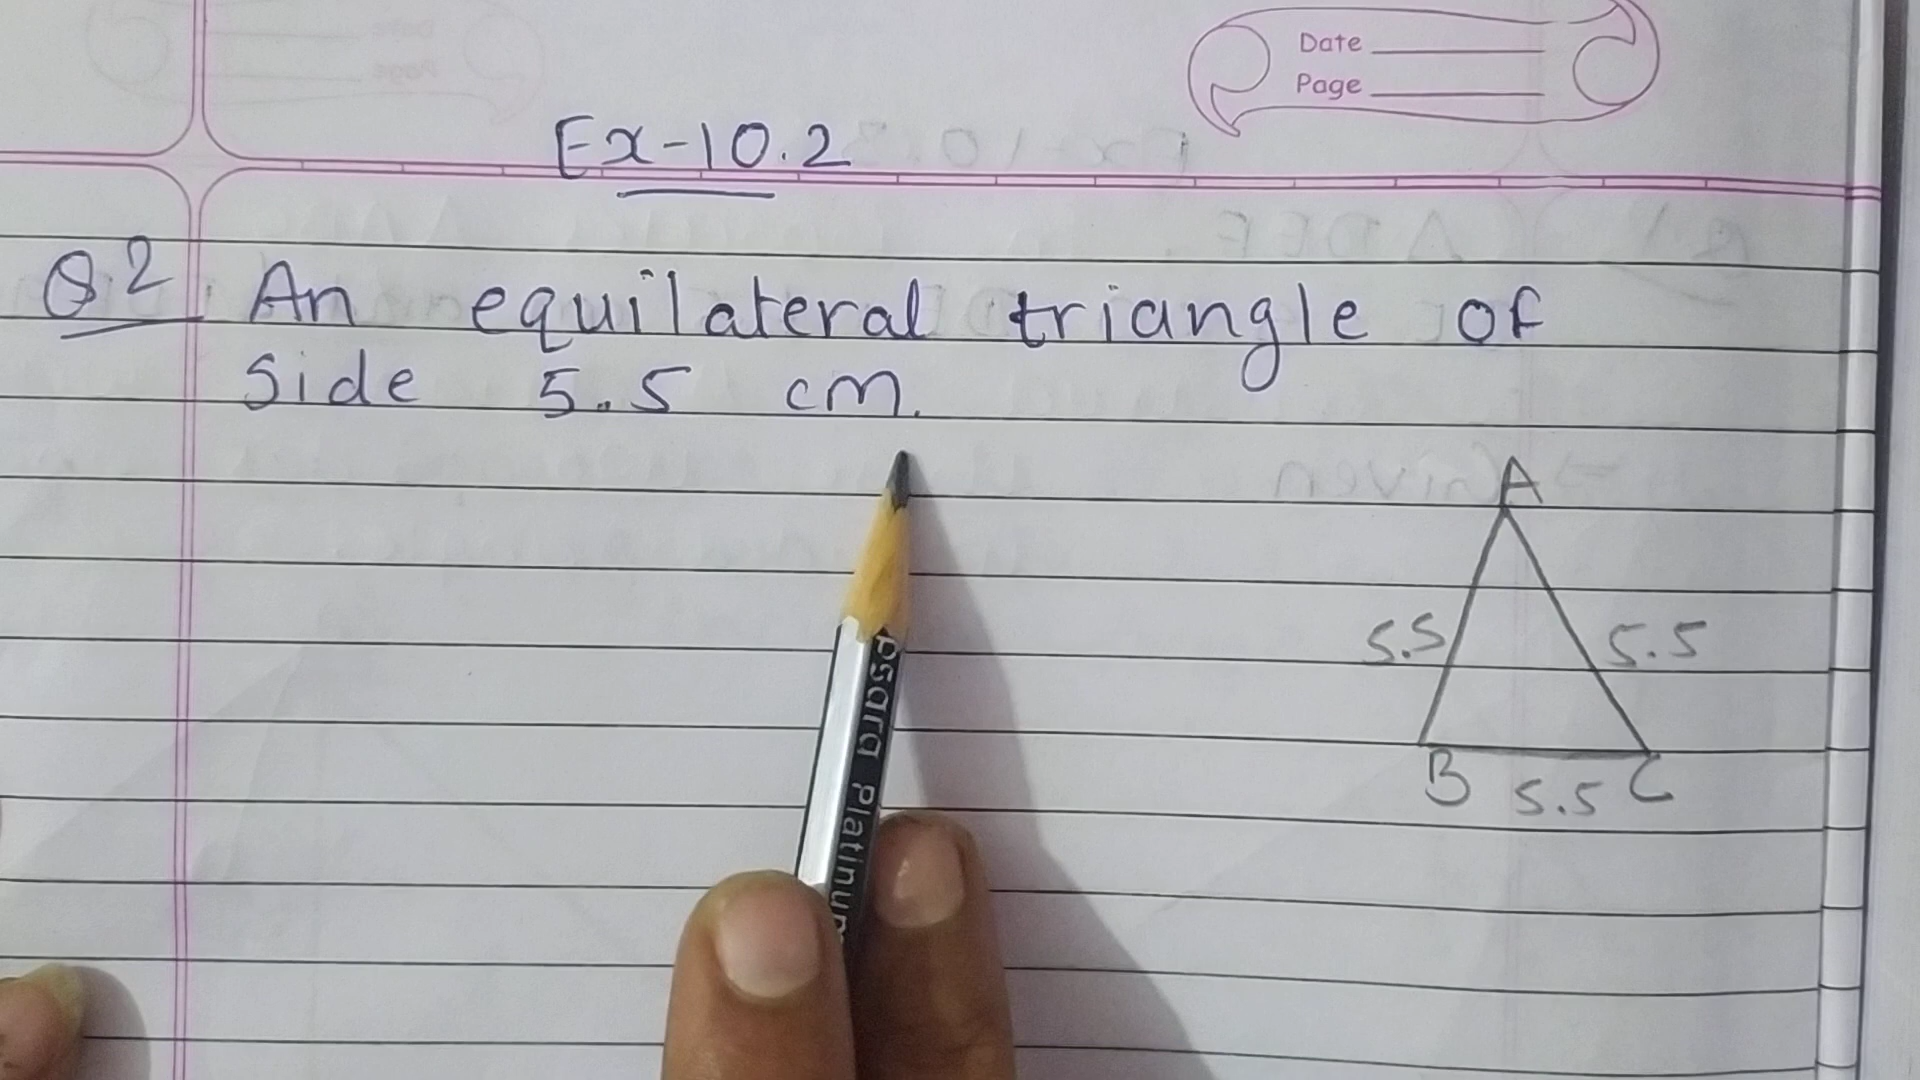 Date
Page
Ex-10.2
Q2 An equilateral triangle of
side 5.5 cm.
A
5.5 5.5
B 5.5 C
Platinum